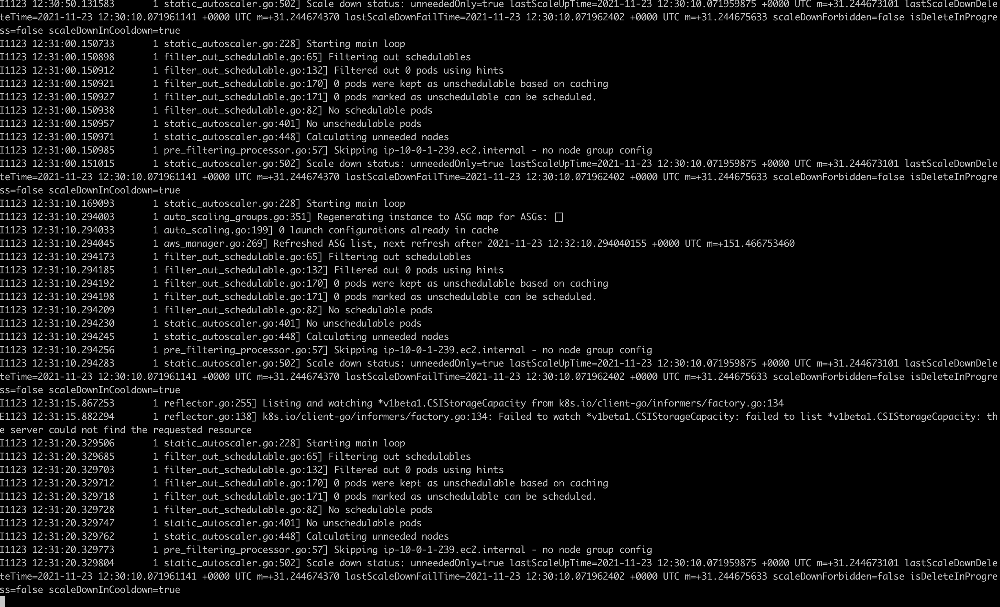 I1123 12:30:50.131583       1 static_autoscaler.go:502] Scale down status: unneededOnly=true lastScaleUpTime=2021-11-23 12:30:10.071959875 +0000 UTC m=+31.244673101 lastScaleDownDele
teTime=2021-11-23 12:30:10.071961141 +0000 UTC m=+31.244674370 lastScaleDownFailTime=2021-11-23 12:30:10.071962402 +0000 UTC m=+31.244675633 scaleDownForbidden=false isDeleteInProgre
ss=false scaleDownInCooldown=true
I1123 12:31:00.150733       1 static_autoscaler.go:228] Starting main loop
I1123 12:31:00.150898       1 filter_out_schedulable.go:65] Filtering out schedulables
I1123 12:31:00.150912       1 filter_out_schedulable.go:132] Filtered out 0 pods using hints
I1123 12:31:00.150921       1 filter_out_schedulable.go:170] 0 pods were kept as unschedulable based on caching
I1123 12:31:00.150927       1 filter_out_schedulable.go:171] 0 pods marked as unschedulable can be scheduled.
I1123 12:31:00.150938       1 filter_out_schedulable.go:82] No schedulable pods
I1123 12:31:00.150957       1 static_autoscaler.go:401] No unschedulable pods
I1123 12:31:00.150971       1 static_autoscaler.go:448] Calculating unneeded nodes
I1123 12:31:00.150985       1 pre_filtering_processor.go:57] Skipping ip-10-0-1-239.ec2.internal - no node group config
I1123 12:31:00.151015       1 static_autoscaler.go:502] Scale down status: unneededOnly=true lastScaleUpTime=2021-11-23 12:30:10.071959875 +0000 UTC m=+31.244673101 lastScaleDownDele
teTime=2021-11-23 12:30:10.071961141 +0000 UTC m=+31.244674370 lastScaleDownFailTime=2021-11-23 12:30:10.071962402 +0000 UTC m=+31.244675633 scaleDownForbidden=false isDeleteInProgre
ss=false scaleDownInCooldown=true
I1123 12:31:10.169093       1 static_autoscaler.go:228] Starting main loop
I1123 12:31:10.294003       1 auto_scaling_groups.go:351] Regenerating instance to ASG map for ASGs: []
I1123 12:31:10.294033       1 auto_scaling.go:199] 0 launch configurations already in cache
I1123 12:31:10.294045       1 aws_manager.go:269] Refreshed ASG list, next refresh after 2021-11-23 12:32:10.294040155 +0000 UTC m=+151.466753460
I1123 12:31:10.294173       1 filter_out_schedulable.go:65] Filtering out schedulables
I1123 12:31:10.294185       1 filter_out_schedulable.go:132] Filtered out 0 pods using hints
I1123 12:31:10.294192       1 filter_out_schedulable.go:170] 0 pods were kept as unschedulable based on caching
I1123 12:31:10.294198       1 filter_out_schedulable.go:171] 0 pods marked as unschedulable can be scheduled.
I1123 12:31:10.294209       1 filter_out_schedulable.go:82] No schedulable pods
I1123 12:31:10.294230       1 static_autoscaler.go:401] No unschedulable pods
I1123 12:31:10.294245       1 static_autoscaler.go:448] Calculating unneeded nodes
I1123 12:31:10.294256       1 pre_filtering_processor.go:57] Skipping ip-10-0-1-239.ec2.internal - no node group config
I1123 12:31:10.294283       1 static_autoscaler.go:502] Scale down status: unneededOnly=true lastScaleUpTime=2021-11-23 12:30:10.071959875 +0000 UTC m=+31.244673101 lastScaleDownDele
teTime=2021-11-23 12:30:10.071961141 +0000 UTC m=+31.244674370 lastScaleDownFailTime=2021-11-23 12:30:10.071962402 +0000 UTC m=+31.244675633 scaleDownForbidden=false isDeleteInProgre
ss=false scaleDownInCooldown=true
I1123 12:31:15.867253       1 reflector.go:255] Listing and watching *v1beta1.CSIStorageCapacity from k8s.io/client-go/informers/factory.go:134
E1123 12:31:15.882294       1 reflector.go:138] k8s.io/client-go/informers/factory.go:134: Failed to watch *v1beta1.CSIStorageCapacity: failed to list *v1beta1.CSIStorageCapacity: th
e server could not find the requested resource
I1123 12:31:20.329506       1 static_autoscaler.go:228] Starting main loop
I1123 12:31:20.329685       1 filter_out_schedulable.go:65] Filtering out schedulables
I1123 12:31:20.329703       1 filter_out_schedulable.go:132] Filtered out 0 pods using hints
I1123 12:31:20.329712       1 filter_out_schedulable.go:170] 0 pods were kept as unschedulable based on caching
I1123 12:31:20.329718       1 filter_out_schedulable.go:171] 0 pods marked as unschedulable can be scheduled.
I1123 12:31:20.329728       1 filter_out_schedulable.go:82] No schedulable pods
I1123 12:31:20.329747       1 static_autoscaler.go:401] No unschedulable pods
I1123 12:31:20.329762       1 static_autoscaler.go:448] Calculating unneeded nodes
I1123 12:31:20.329773       1 pre_filtering_processor.go:57] Skipping ip-10-0-1-239.ec2.internal - no node group config
I1123 12:31:20.329804       1 static_autoscaler.go:502] Scale down status: unneededOnly=true lastScaleUpTime=2021-11-23 12:30:10.071959875 +0000 UTC m=+31.244673101 lastScaleDownDele
teTime=2021-11-23 12:30:10.071961141 +0000 UTC m=+31.244674370 lastScaleDownFailTime=2021-11-23 12:30:10.071962402 +0000 UTC m=+31.244675633 scaleDownForbidden=false isDeleteInProgre
ss=false scaleDownInCooldown=true